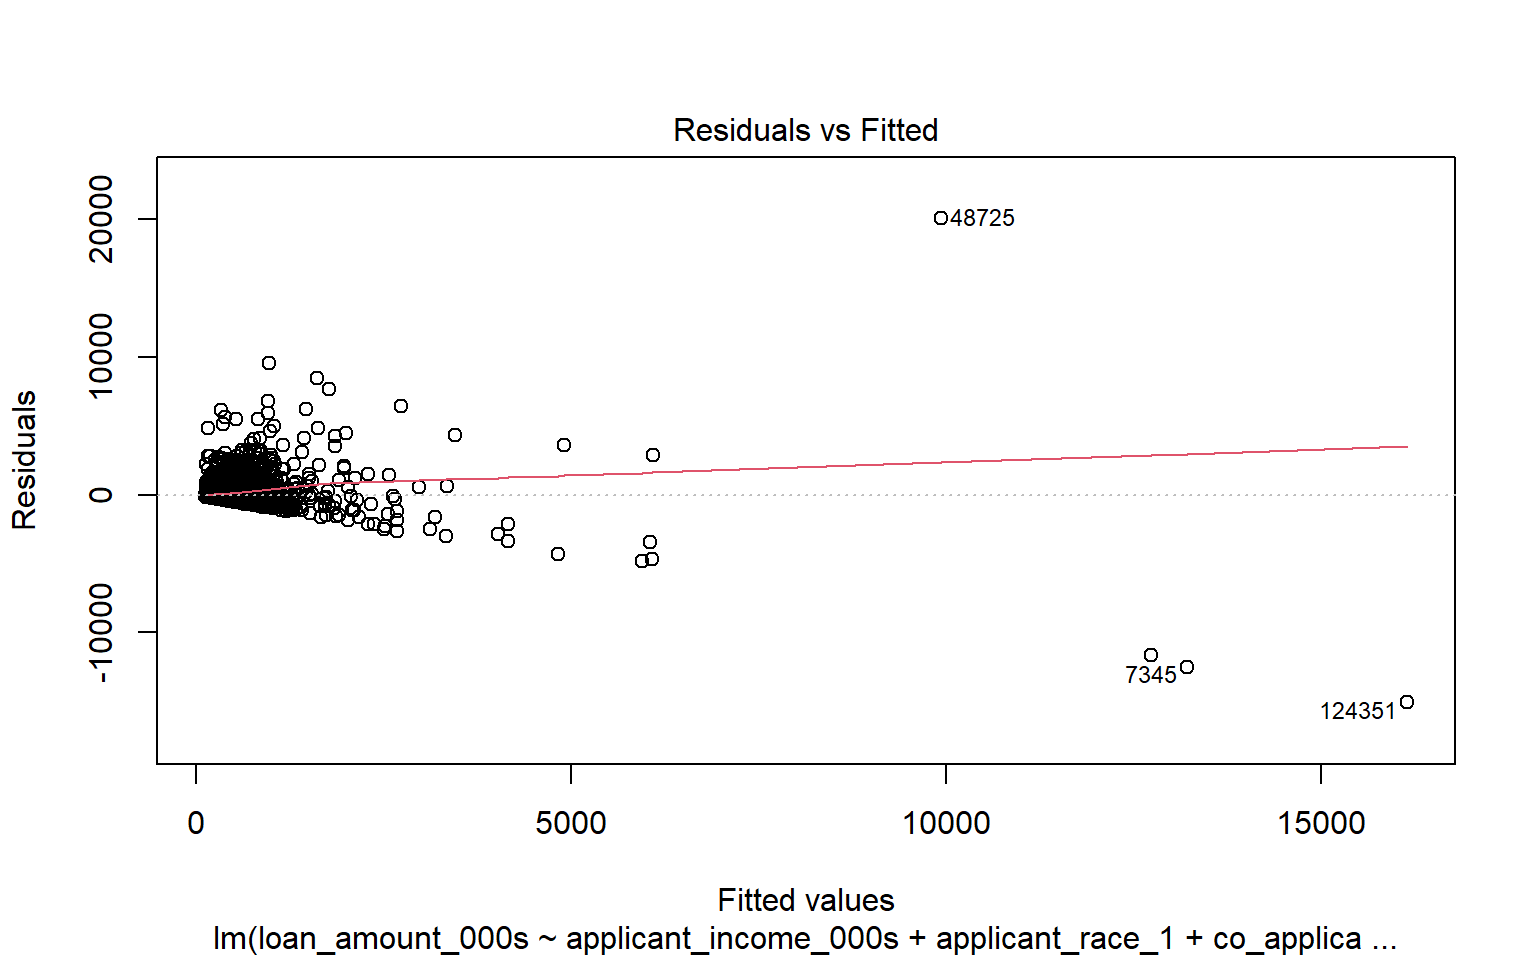 Residuals vs Fitted
Residuals
20000
10000
0
-10000
48725
7345
124351
0 5000 10000 15000
Fitted values
lm(loan_amount_000s ~ applicant_income_000s + applicant_race_1 + co_applica ...